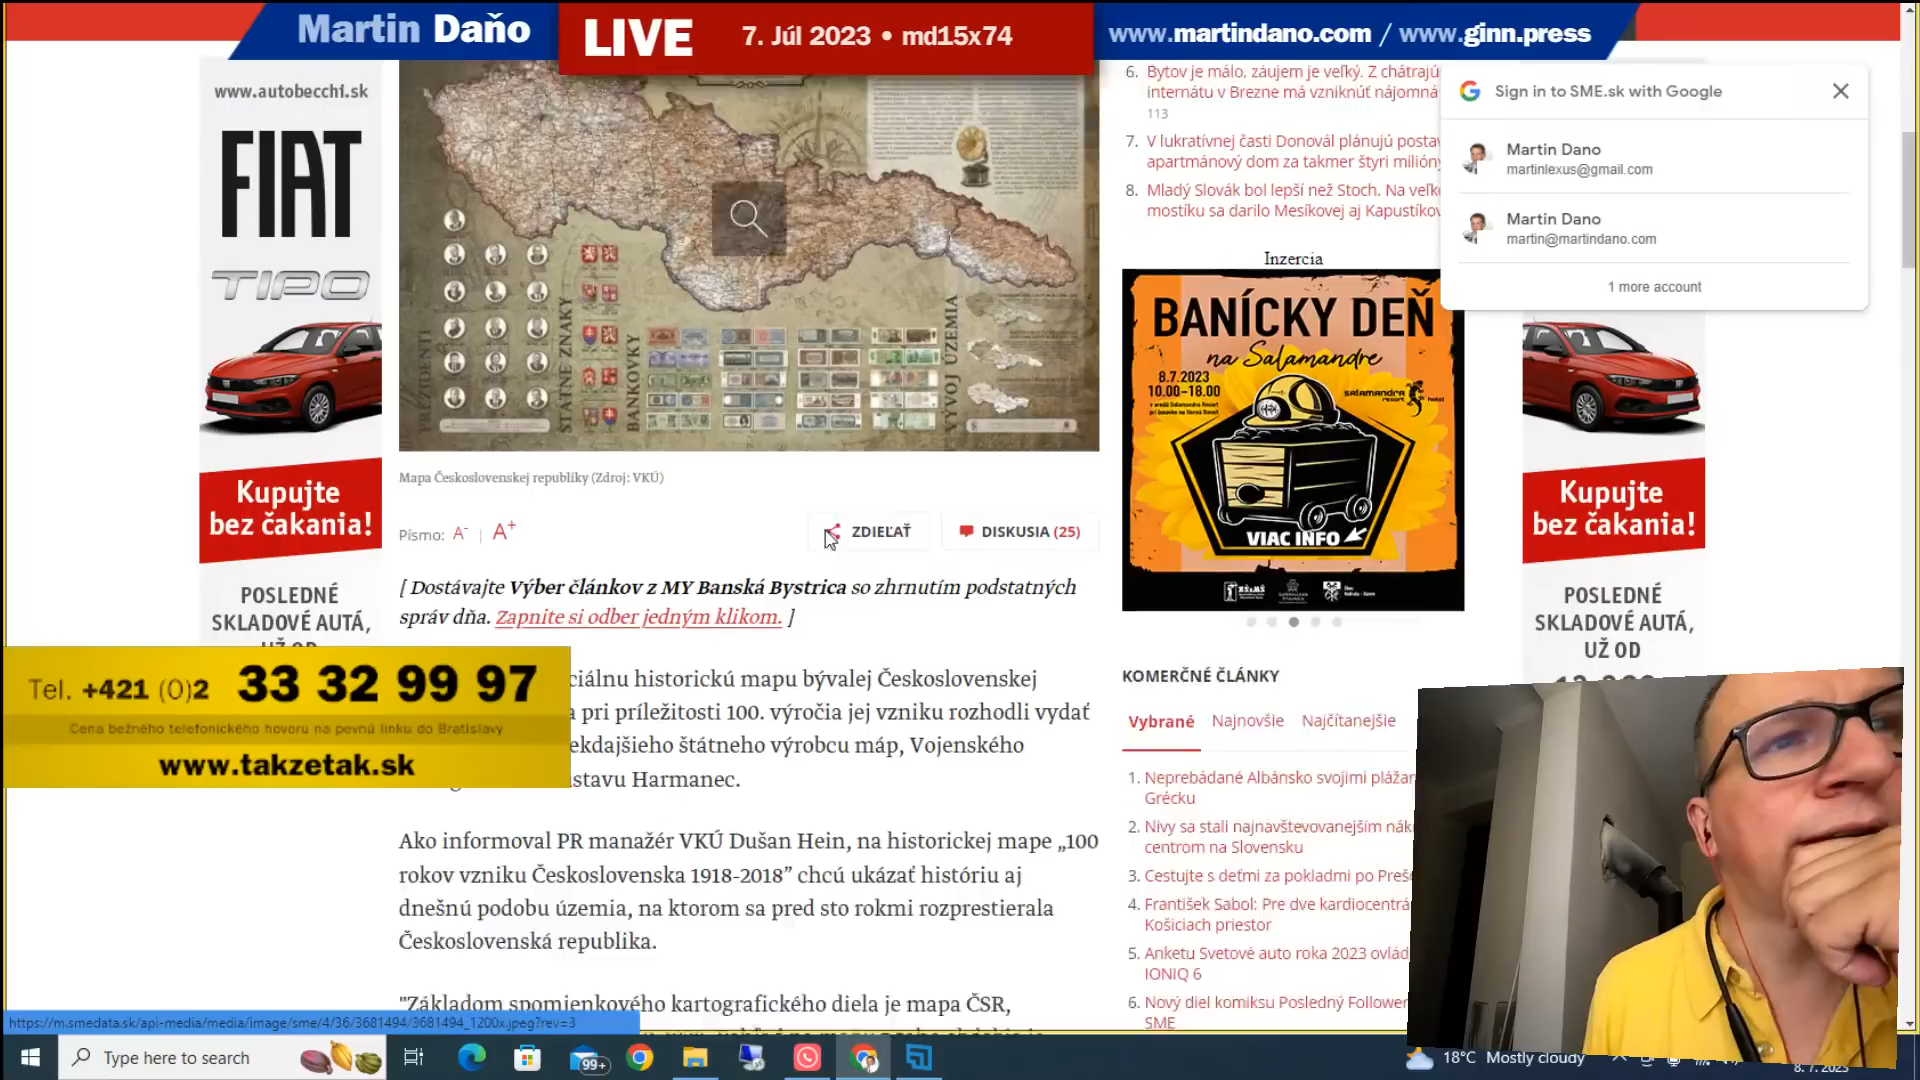 Martin Daňo
LIVE
7. Júl 2023 • md15x74
www.martindano.com / www.ginn.press
www.autobecchi.sk
FIAT
TIPO
Kupujte
bez čakania!
POSLEDNÉ
SKLADOVÉ AUTÁ,
UŽ OD
PREZIDENTI
ŠTÁTNE ZNAKY
BANKOVKY
VÝVOJ ÚZEMIA
Mapa Československej republiky (Zdroj: VKÚ)
Písmo: A- | A+
ZDIEĽAŤ
DISKUSIA (25)
[ Dostávajte Výber článkov z MY Banská Bystrica so zhrnutím podstatných
správ dňa. Zapnite si odber jedným klikom. ]
ciálnu historickú mapu bývalej Československej
a pri príležitosti 100. výročia jej vzniku rozhodli vydať
ekdajšieho štátneho výrobcu máp, Vojenského
stavu Harmanec.
Ako informoval PR manažér VKÚ Dušan Hein, na historickej mape „100
rokov vzniku Československa 1918-2018” chcú ukázať históriu aj
dnešnú podobu územia, na ktorom sa pred sto rokmi rozprestierala
Československá republika.
"Základom spomienkového kartografického diela je mapa ČSR,
Tel. +421 (0)2 33 32 99 97
Cena bežného telefonického hovoru na pevnú linku do Bratislavy
www.takzetak.sk
6. Bytov je málo, záujem je veľký. Z chátrajú
internátu v Brezne má vzniknúť nájomná
113
7. V lukratívnej časti Donovál plánujú postav
apartmánový dom za takmer štyri milióny
8. Mladý Slovák bol lepší než Stoch. Na veľko
mostíku sa darilo Mesíkovej aj Kapustíkov
Inzercia
BANÍCKY DEŇ
na Salamandre
8.7.2023
10.00-18.00
salamandra
resort hotel
VIAC INFO
KOMERČNÉ ČLÁNKY
Vybrané Najnovšie Najčítanejšie
1. Neprebádané Albánsko svojimi plážar
Grécku
2. Nivy sa stali najnavštevovanejším nák
centrom na Slovensku
3. Cestujte s deťmi za pokladmi po Preš
4. František Sabol: Pre dve kardiocentrá
Košiciach priestor
5. Anketu Svetové auto roka 2023 ovlád
IONIQ 6
6. Nový diel komiksu Posledný Follower
SME
Sign in to SME.sk with Google
Martin Dano
martinlexus@gmail.com
Martin Dano
martin@martindano.com
1 more account
Kupujte
bez čakania!
POSLEDNÉ
SKLADOVÉ AUTÁ,
UŽ OD
https://m.smedata.sk/api-media/media/image/sme/4/36/3681494/3681494_1200x.jpeg?rev=3
Type here to search
99+
18°C Mostly cloudy
8. 7. 2023